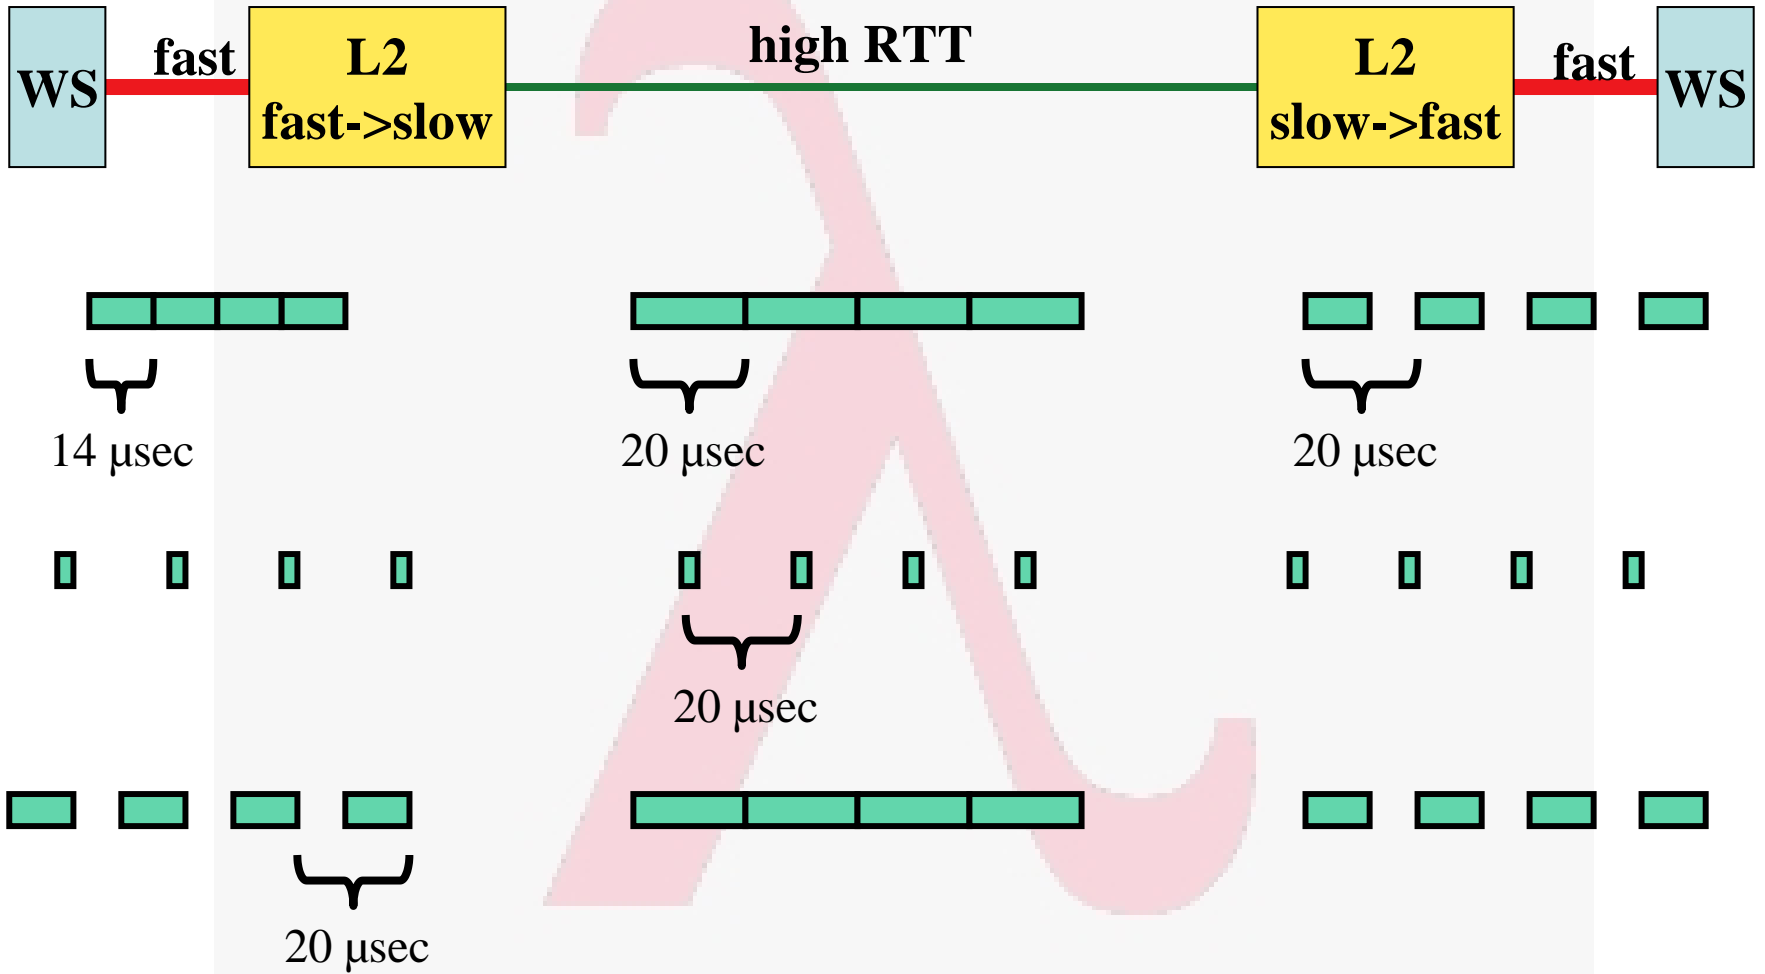 WS
fast
L2
fast->slow
high RTT
L2
slow->fast
fast
WS
14 μsec
20 μsec
20 μsec
20 μsec
20 μsec